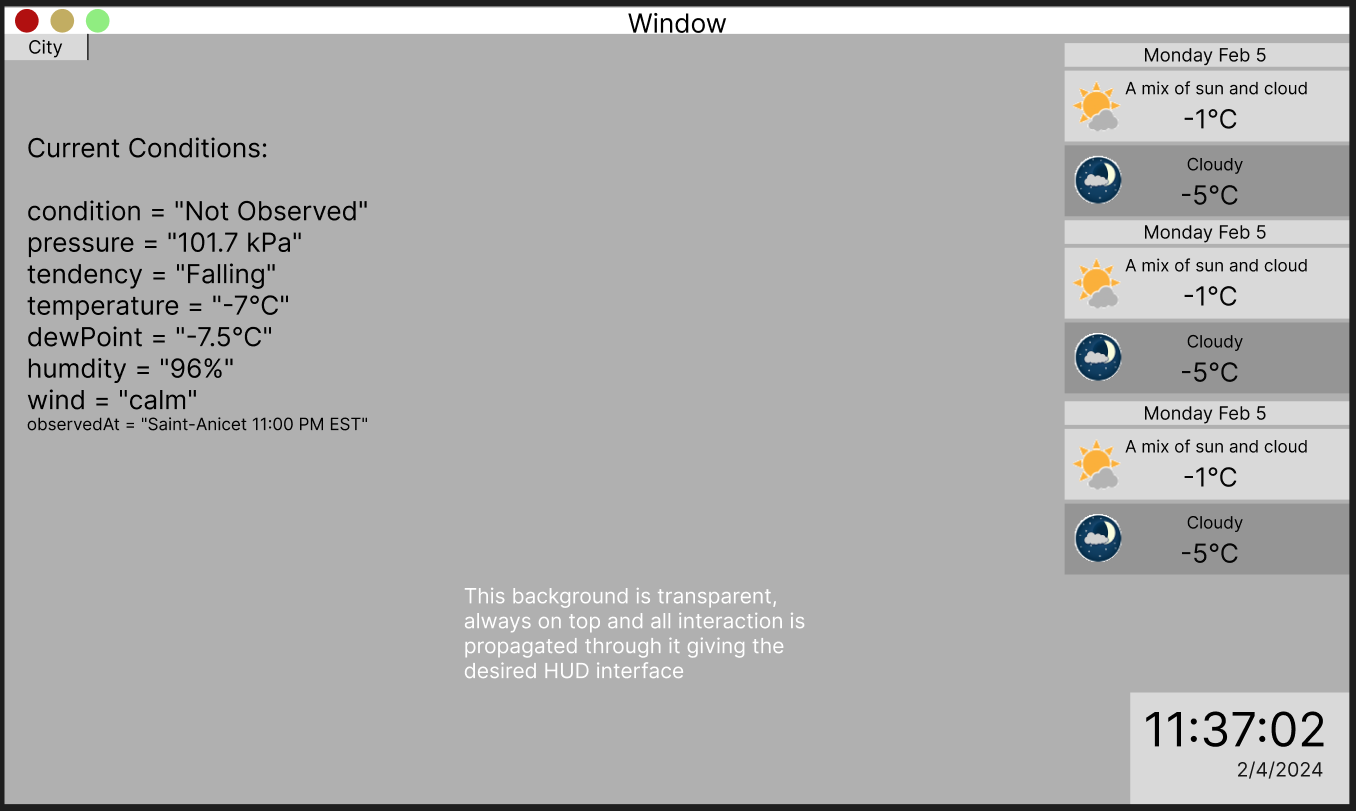 Window
City
Current Conditions:
condition = "Not Observed"
pressure = "101.7 kPa"
tendency = "Falling"
temperature = "-7°C"
dewPoint = "-7.5°C"
humdity = "96%"
wind = "calm"
observedAt = "Saint-Anicet 11:00 PM EST"
Monday Feb 5
A mix of sun and cloud
-1°C
Cloudy
-5°C
Monday Feb 5
A mix of sun and cloud
-1°C
Cloudy
-5°C
Monday Feb 5
A mix of sun and cloud
-1°C
Cloudy
-5°C
This background is transparent,
always on top and all interaction is
propagated through it giving the
desired HUD interface
11:37:02
2/4/2024